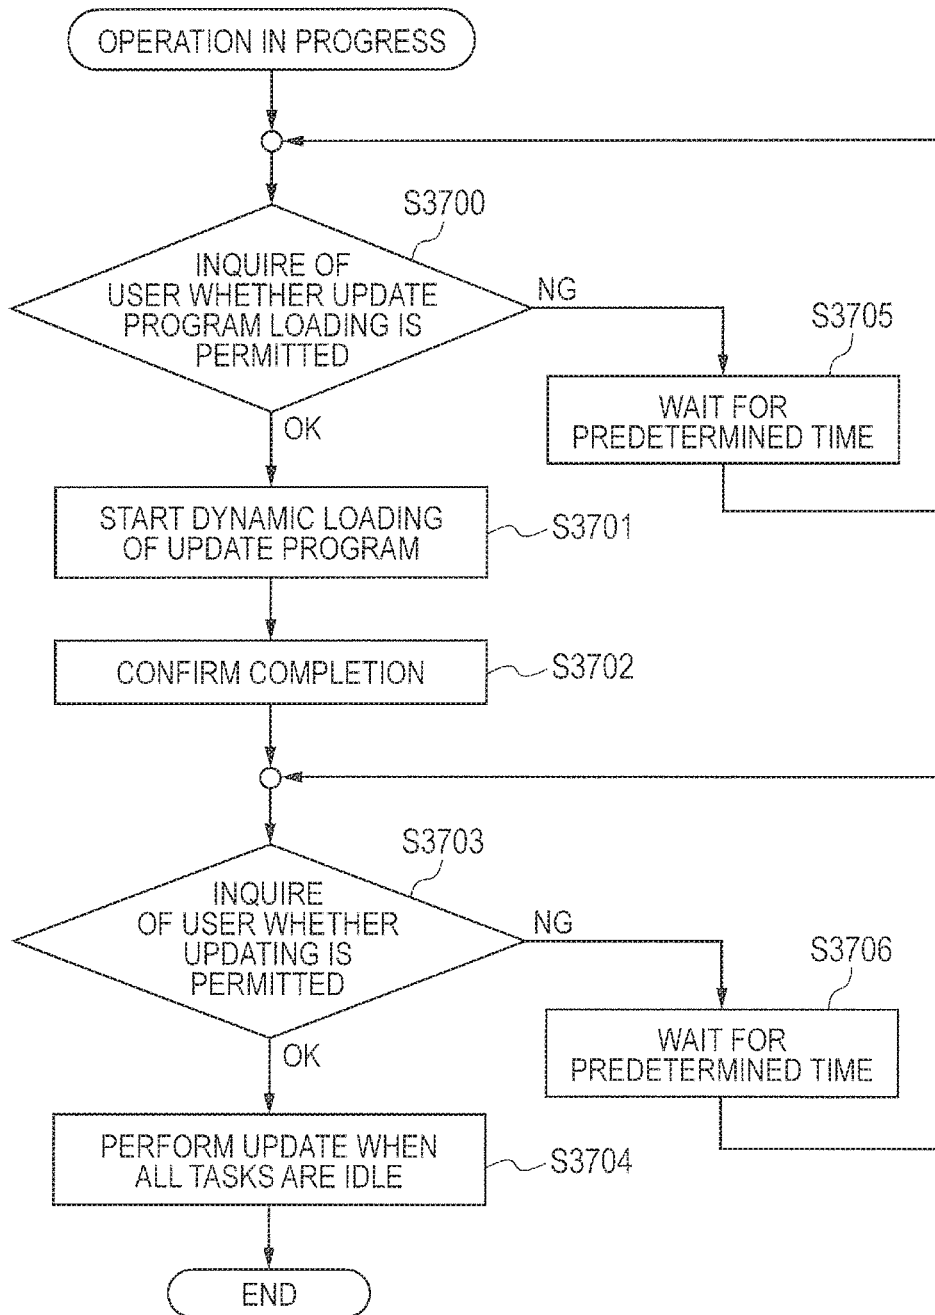 OPERATION IN PROGRESS
S3700
INQUIRE OF
USER WHETHER UPDATE
PROGRAM LOADING IS
PERMITTED
NG
S3705
WAIT FOR
PREDETERMINED TIME
OK
START DYNAMIC LOADING
OF UPDATE PROGRAM
S3701
CONFIRM COMPLETION
S3702
S3703
INQUIRE
OF USER WHETHER
UPDATING IS
PERMITTED
NG
S3706
WAIT FOR
PREDETERMINED TIME
OK
PERFORM UPDATE WHEN
ALL TASKS ARE IDLE
S3704
END